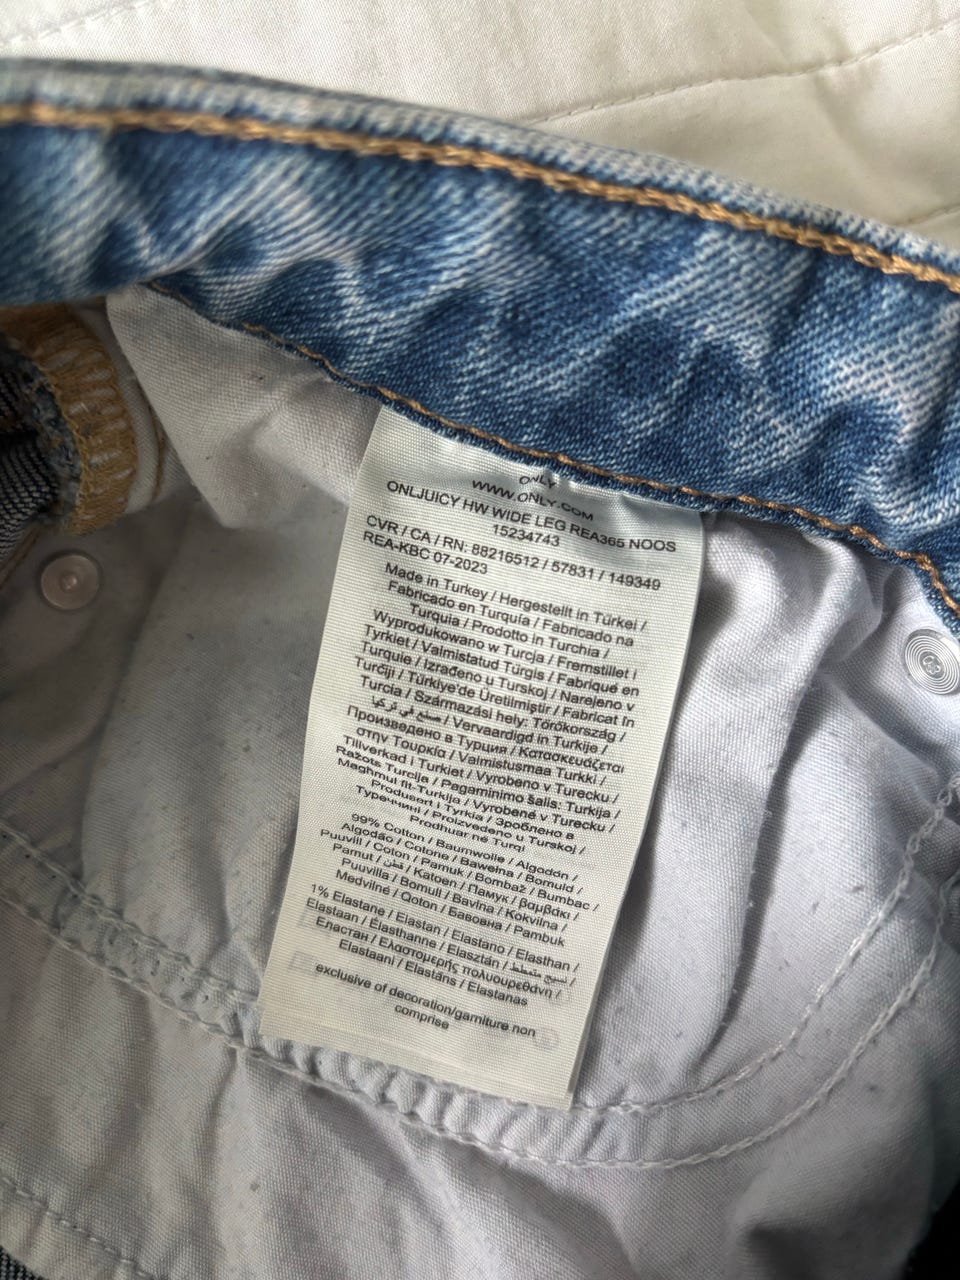 ONLY
WWW.ONLY.COM
ONLJUICY HW WIDE LEG REA365 NOOS
15234743
CVR / CA / RN: 88216512 / 57831 / 149349
REA-KBC 07-2023
Made in Turkey / Hergestellt in Türkei /
Fabricado en Turquía / Fabricado na
Turquia / Prodotto in Turchia /
Wyprodukowano w Turcja / Fremstillet i
Tyrkiet / Valmistatud Türgis / Fabriqué en
Turquie / Izrađeno u Turskoj / Narejeno v
Turčiji / Türkiye'de Üretilmiştir / Fabricat în
Turcia / Származási hely: Törökország /
صنع في تركيا / Vervaardigd in Turkije /
Произведено в Турция / Κατασκευάζεται
στην Τουρκία / Valmistusmaa Turkki /
Tillverkad i Turkiet / Vyrobeno v Turecku /
Ražots Turcija / Pagaminimo šalis: Turkija /
Maghmul fit-Turkija / Vyrobené v Turecku /
Produsert i Tyrkia / Зроблено в
Туреччині / Proizvedeno u Turskoj /
Prodhuar në Turqi
99% Cotton / Baumwolle / Algodón /
Algodão / Cotone / Bawełna / Bomuld /
Puuvill / Coton / Pamuk / Bombaž / Bumbac /
Pamut / قطن / Katoen / Памук / βαμβάκι /
Puuvilla / Bomull / Bavlna / Kokvilna /
Medvilnė / Qoton / Бавовна / Pambuk
1% Elastane / Elastan / Elastano / Elasthan /
Elastaan / Élasthanne / Elasztán / نسيج متمطط /
Еластан / Ελαστομερής πολυουρεθάνη /
Elastaani / Elastāns / Elastanas
exclusive of decoration/garniture non
comprise